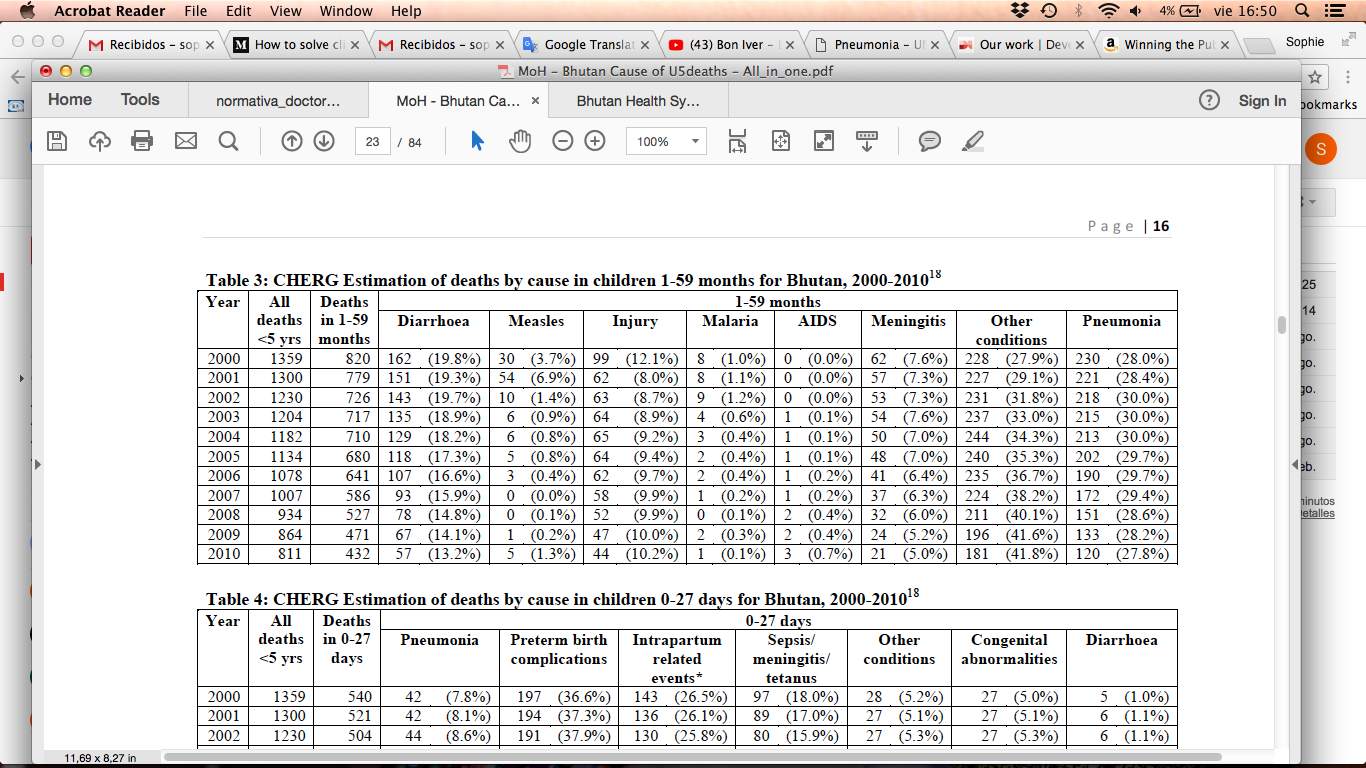 Acrobat Reader File Edit View Window Help 4% vie 16:50
Recibidos – sop × How to solve cli × Recibidos – sop × Google Translat × (43) Bon Iver – × Pneumonia – U × Our work | Deve × Winning the Pu × Sophie
MoH – Bhutan Cause of U5deaths – All_in_one.pdf
Home Tools normativa_doctor... MoH - Bhutan Ca... × Bhutan Health Sy... ? Sign In
ookmarks
23 / 84 100%
S
Page | 16
Table 3: CHERG Estimation of deaths by cause in children 1-59 months for Bhutan, 2000-2010¹⁸
Year All deaths <5 yrs Deaths in 1-59 months 1-59 months
Diarrhoea Measles Injury Malaria AIDS Meningitis Other conditions Pneumonia
2000 1359 820 162 (19.8%) 30 (3.7%) 99 (12.1%) 8 (1.0%) 0 (0.0%) 62 (7.6%) 228 (27.9%) 230 (28.0%)
2001 1300 779 151 (19.3%) 54 (6.9%) 62 (8.0%) 8 (1.1%) 0 (0.0%) 57 (7.3%) 227 (29.1%) 221 (28.4%)
2002 1230 726 143 (19.7%) 10 (1.4%) 63 (8.7%) 9 (1.2%) 0 (0.0%) 53 (7.3%) 231 (31.8%) 218 (30.0%)
2003 1204 717 135 (18.9%) 6 (0.9%) 64 (8.9%) 4 (0.6%) 1 (0.1%) 54 (7.6%) 237 (33.0%) 215 (30.0%)
2004 1182 710 129 (18.2%) 6 (0.8%) 65 (9.2%) 3 (0.4%) 1 (0.1%) 50 (7.0%) 244 (34.3%) 213 (30.0%)
2005 1134 680 118 (17.3%) 5 (0.8%) 64 (9.4%) 2 (0.4%) 1 (0.1%) 48 (7.0%) 240 (35.3%) 202 (29.7%)
2006 1078 641 107 (16.6%) 3 (0.4%) 62 (9.7%) 2 (0.4%) 1 (0.2%) 41 (6.4%) 235 (36.7%) 190 (29.7%)
2007 1007 586 93 (15.9%) 0 (0.0%) 58 (9.9%) 1 (0.2%) 1 (0.2%) 37 (6.3%) 224 (38.2%) 172 (29.4%)
2008 934 527 78 (14.8%) 0 (0.1%) 52 (9.9%) 0 (0.1%) 2 (0.4%) 32 (6.0%) 211 (40.1%) 151 (28.6%)
2009 864 471 67 (14.1%) 1 (0.2%) 47 (10.0%) 2 (0.3%) 2 (0.4%) 24 (5.2%) 196 (41.6%) 133 (28.2%)
2010 811 432 57 (13.2%) 5 (1.3%) 44 (10.2%) 1 (0.1%) 3 (0.7%) 21 (5.0%) 181 (41.8%) 120 (27.8%)
Table 4: CHERG Estimation of deaths by cause in children 0-27 days for Bhutan, 2000-2010¹⁸
Year All deaths <5 yrs Deaths in 0-27 days 0-27 days
Pneumonia Preterm birth complications Intrapartum related events* Sepsis/ meningitis/ tetanus Other conditions Congenital abnormalities Diarrhoea
2000 1359 540 42 (7.8%) 197 (36.6%) 143 (26.5%) 97 (18.0%) 28 (5.2%) 27 (5.0%) 5 (1.0%)
2001 1300 521 42 (8.1%) 194 (37.3%) 136 (26.1%) 89 (17.0%) 27 (5.1%) 27 (5.1%) 6 (1.1%)
2002 1230 504 44 (8.6%) 191 (37.9%) 130 (25.8%) 80 (15.9%) 27 (5.3%) 27 (5.3%) 6 (1.1%)
11,69 x 8,27 in
25
14
go.
go.
go.
go.
go.
eb.
inutos
etalles